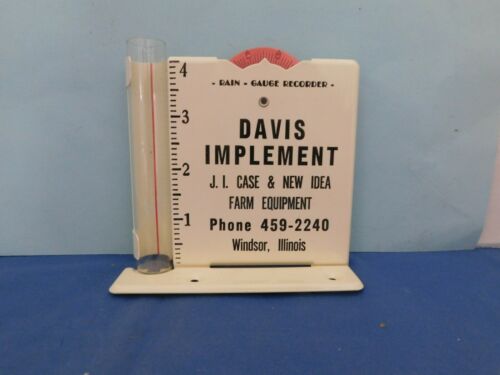 - RAIN - GAUGE RECORDER -
DAVIS
IMPLEMENT
J. I. CASE & NEW IDEA
FARM EQUIPMENT
Phone 459-2240
Windsor, Illinois
4
3
2
1